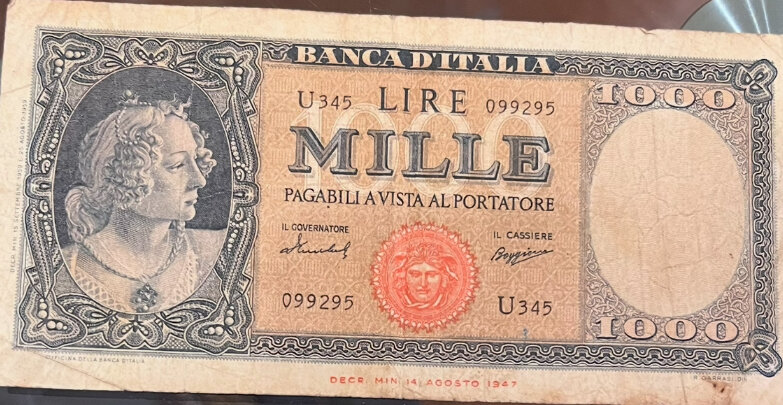 BANCA D'ITALIA
U345 LIRE 099295
1000
1000
MILLE
PAGABILI A VISTA AL PORTATORE
IL GOVERNATORE
IL CASSIERE
099295
U345
1000
OFFICINA DELLA BANCA D'ITALIA
DECR. MIN. 14 AGOSTO 1947